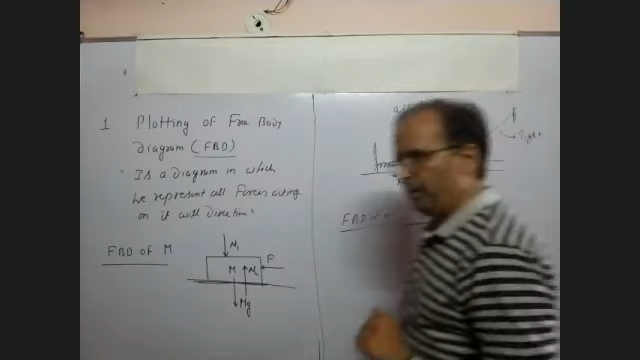 1 Plotting of Free Body
Diagram (FBD)
"Is a diagram in which
We represent all Forces acting
on it with direction"
FBD of M
N1
F
M
Mg
FBD of